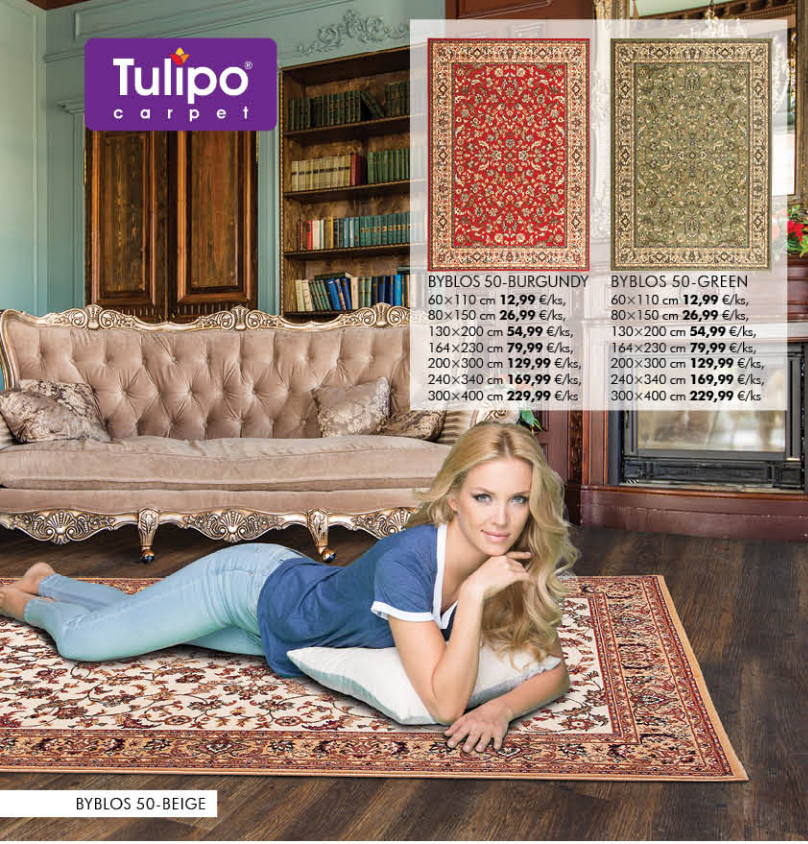 Tulipo®
carpet
BYBLOS 50-BURGUNDY
60×110 cm 12,99 €/ks,
80×150 cm 26,99 €/ks,
130×200 cm 54,99 €/ks,
164×230 cm 79,99 €/ks,
200×300 cm 129,99 €/ks,
240×340 cm 169,99 €/ks,
300×400 cm 229,99 €/ks
BYBLOS 50-GREEN
60×110 cm 12,99 €/ks,
80×150 cm 26,99 €/ks,
130×200 cm 54,99 €/ks,
164×230 cm 79,99 €/ks,
200×300 cm 129,99 €/ks,
240×340 cm 169,99 €/ks,
300×400 cm 229,99 €/ks
BYBLOS 50-BEIGE